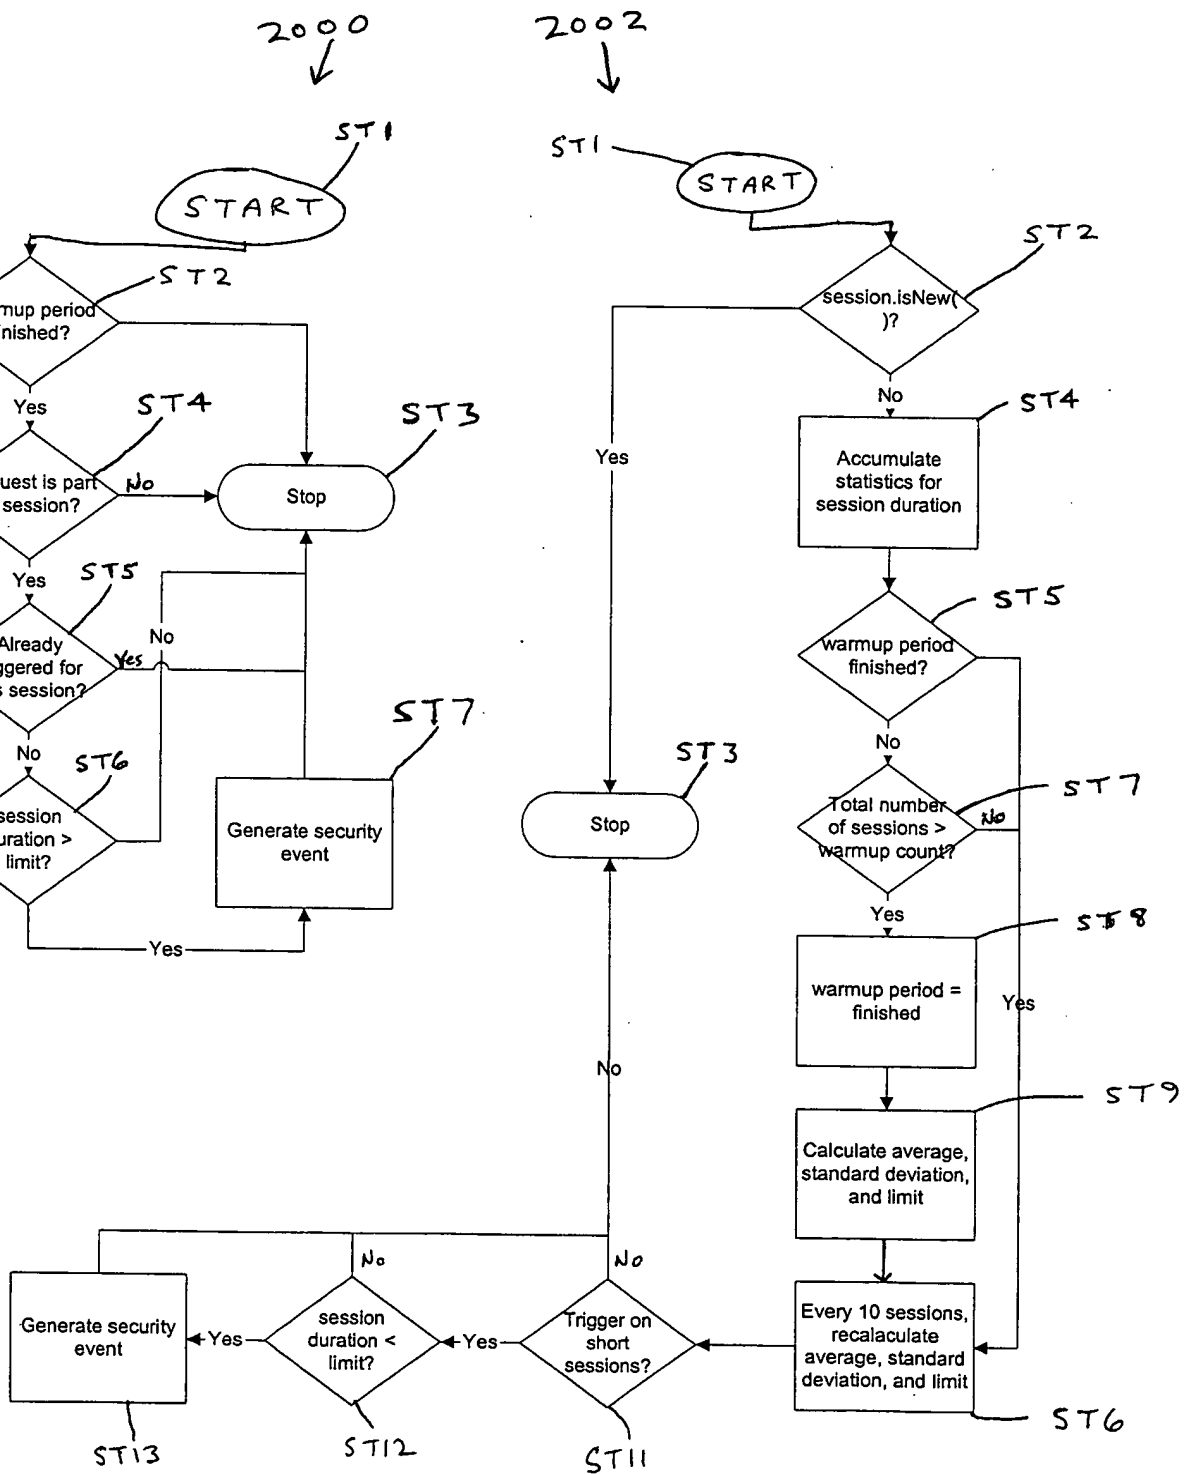 2000
2002
ST1
START
ST2
mup period
nished?
Yes
ST4
ST3
uest is part
session?
No
Stop
Yes
ST5
Already
ggered for
s session?
Yes
No
No
ST6
ST7
session
uration >
limit?
Generate security
event
Yes
ST1
START
ST2
session.isNew(
)?
Yes
No
ST4
Accumulate
statistics for
session duration
ST5
warmup period
finished?
No
ST3
Stop
ST7
Total number
of sessions >
warmup count?
No
Yes
ST8
warmup period =
finished
Yes
No
ST9
Calculate average,
standard deviation,
and limit
No
No
Generate security
event
Yes
session
duration <
limit?
Yes
Trigger on
short
sessions?
Every 10 sessions,
recalaculate
average, standard
deviation, and limit
ST13
ST12
ST11
ST6